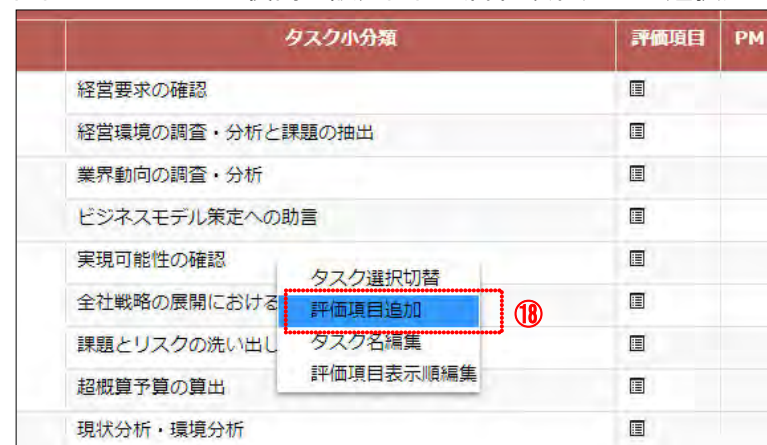 タスク小分類 評価項目 PM
経営要求の確認
経営環境の調査・分析と課題の抽出
業界動向の調査・分析
ビジネスモデル策定への助言
実現可能性の確認
タスク選択切替
全社戦略の展開における
評価項目追加 ⑱
課題とリスクの洗い出し
タスク名編集
超概算予算の算出
評価項目表示順編集
現状分析・環境分析